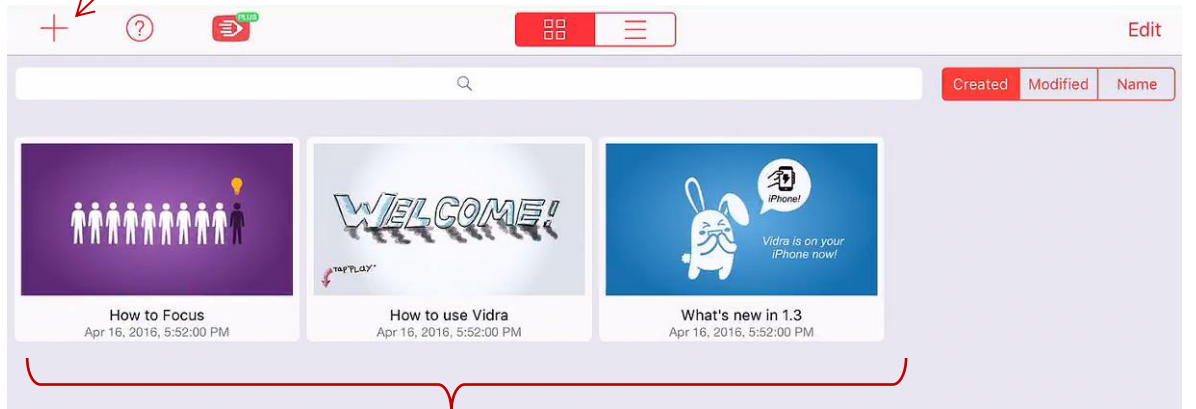 PLUS
Edit
Created Modified Name
iPhone!
WELCOME!
Vidra is on your
iPhone now!
"TAP PLAY"
How to Focus
Apr 16, 2016, 5:52:00 PM
How to use Vidra
Apr 16, 2016, 5:52:00 PM
What's new in 1.3
Apr 16, 2016, 5:52:00 PM